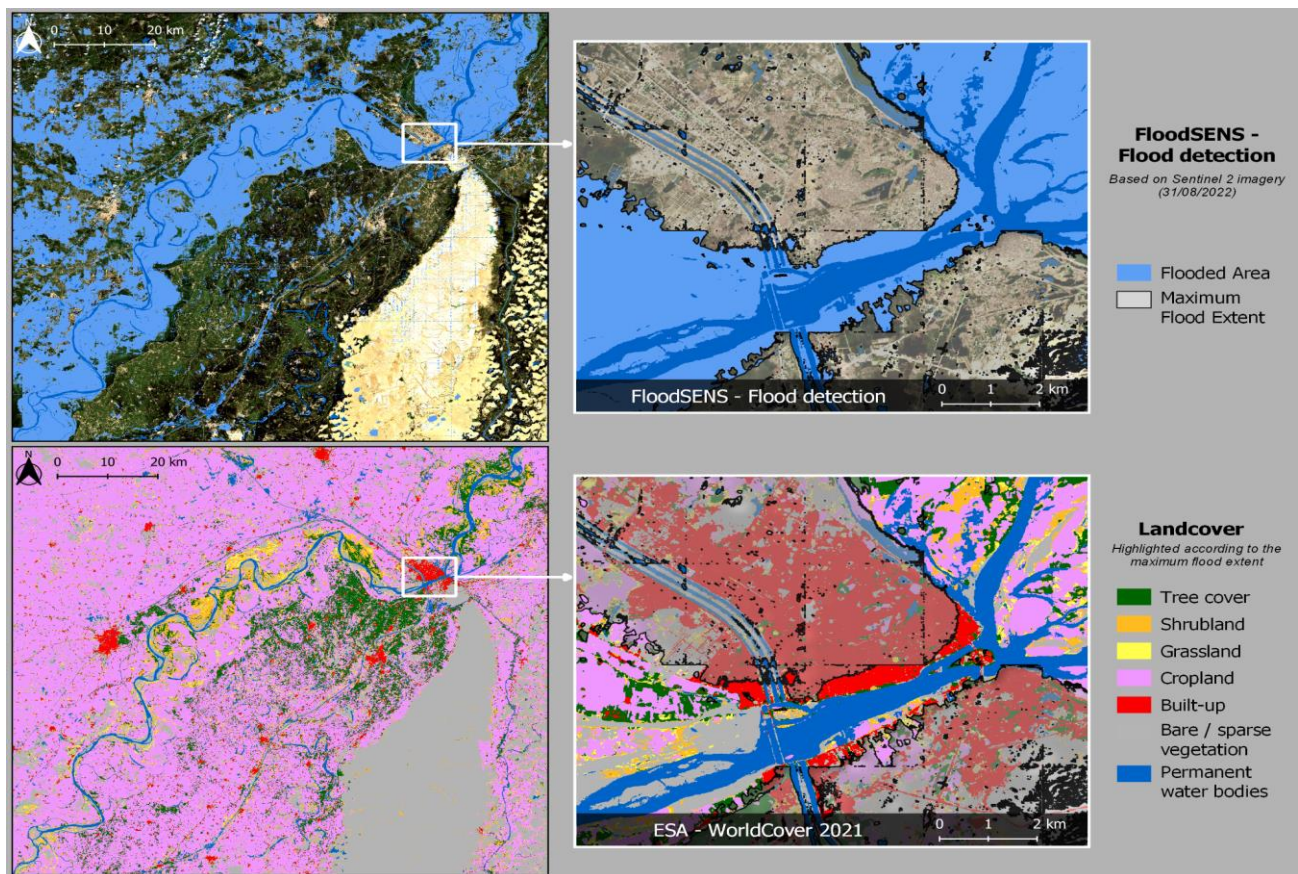 N
0 10 20 km
FloodSENS - Flood detection
0 1 2 km
FloodSENS -
Flood detection
Based on Sentinel 2 imagery
(31/08/2022)
Flooded Area
Maximum
Flood Extent
N
0 10 20 km
ESA - WorldCover 2021
0 1 2 km
Landcover
Highlighted according to the
maximum flood extent
Tree cover
Shrubland
Grassland
Cropland
Built-up
Bare / sparse
vegetation
Permanent
water bodies